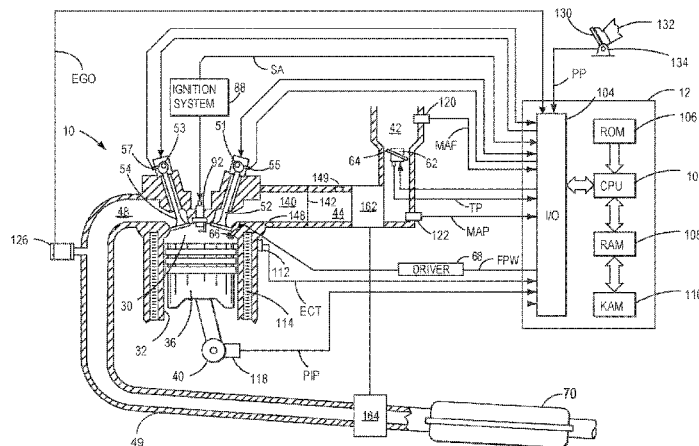 130
132
134
EGO
SA
PP
12
IGNITION SYSTEM
88
104
106
ROM
10
53
51
120
42
57
54
92
55
64
62
MAF
CPU
10
149
140
142
44
162
52
148
48
66
TP
122
MAP
I/O
RAM
108
126
68
DRIVER
FPW
112
30
KAM
116
114
ECT
36
32
40
118
PIP
70
164
49